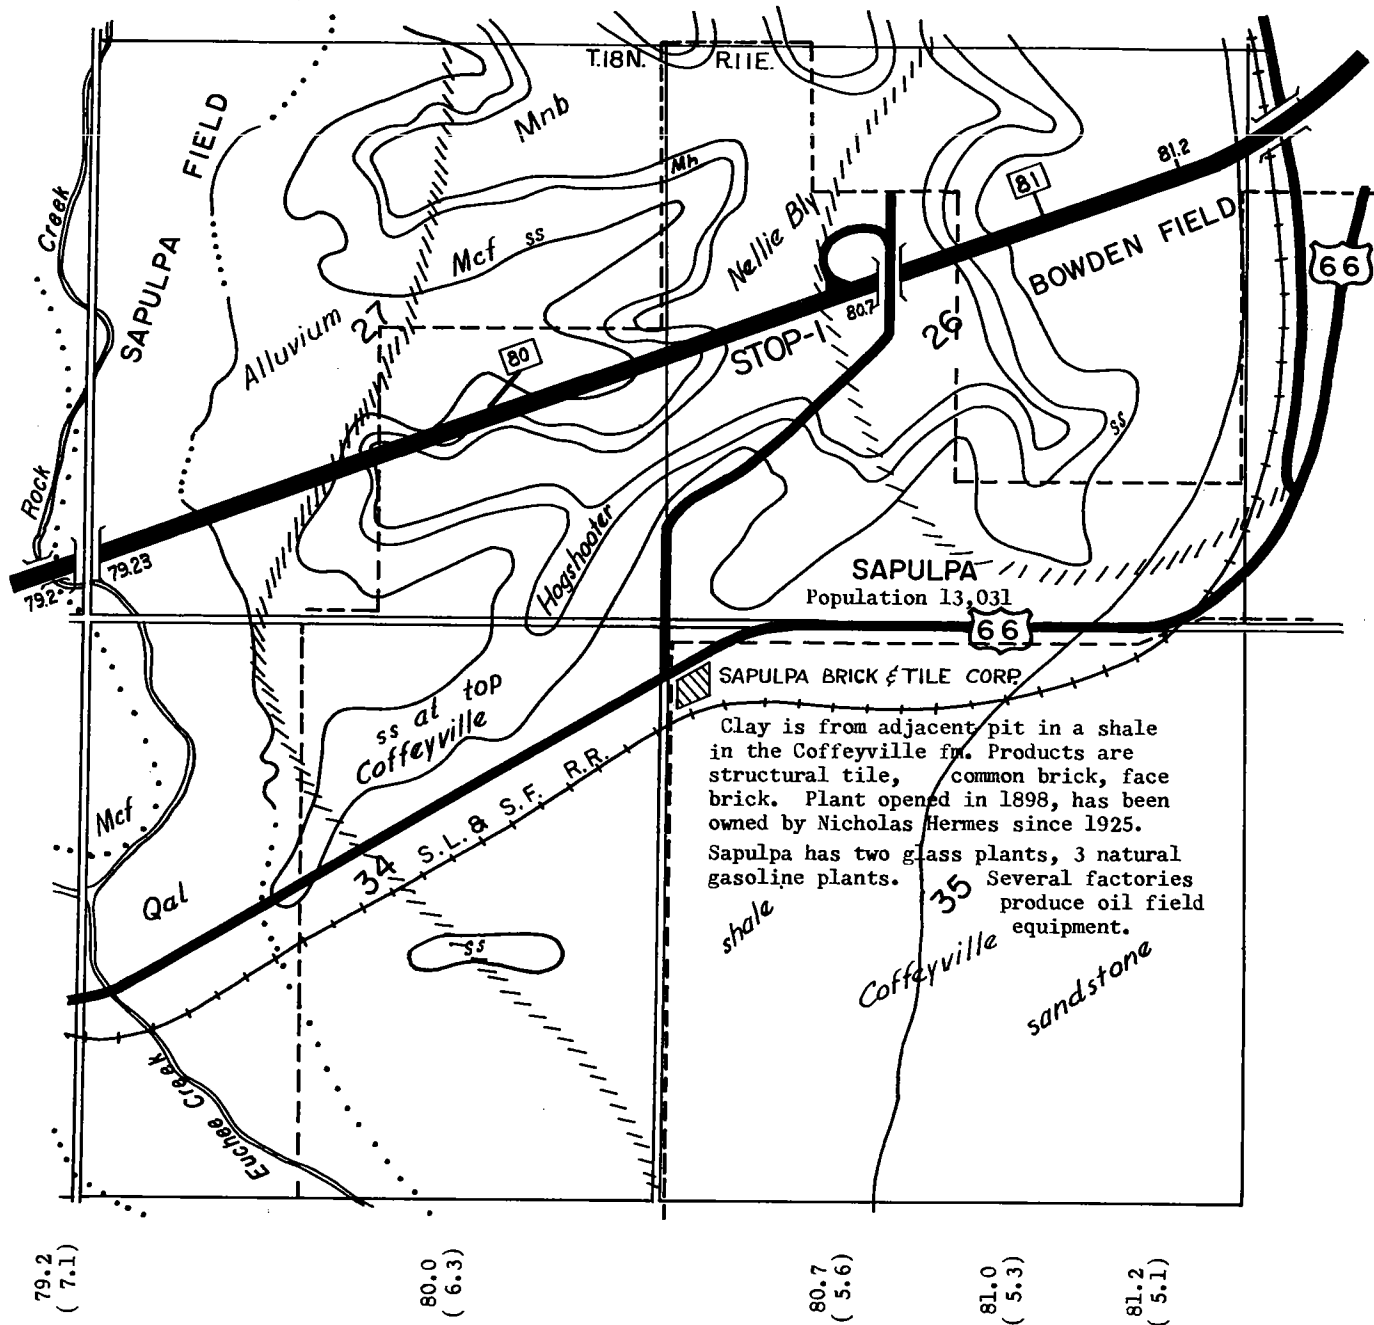 T.18N. R.11E.
Mnb
SAPULPA FIELD
Creek
Mh
81.2
81
Nellie Bly
Mcf ss
BOWDEN FIELD
66
Alluvium
27
80.7
26
STOP-1
80
ss
Rock
79.23
79.2
Hogshooter
SAPULPA
Population 13,031
66
SAPULPA BRICK & TILE CORP.
ss at top
Coffeyville
Clay is from adjacent pit in a shale
in the Coffeyville fm. Products are
structural tile, common brick, face
brick. Plant opened in 1898, has been
owned by Nicholas Hermes since 1925.
Sapulpa has two glass plants, 3 natural
gasoline plants. Several factories
produce oil field
equipment.
S.L. & S.F. R.R.
Mcf
34
35
Qal
shale
ss
Coffeyville
sandstone
Euchee Creek
79.2
( 7.1)
80.0
( 6.3)
80.7
( 5.6)
81.0
( 5.3)
81.2
( 5.1)